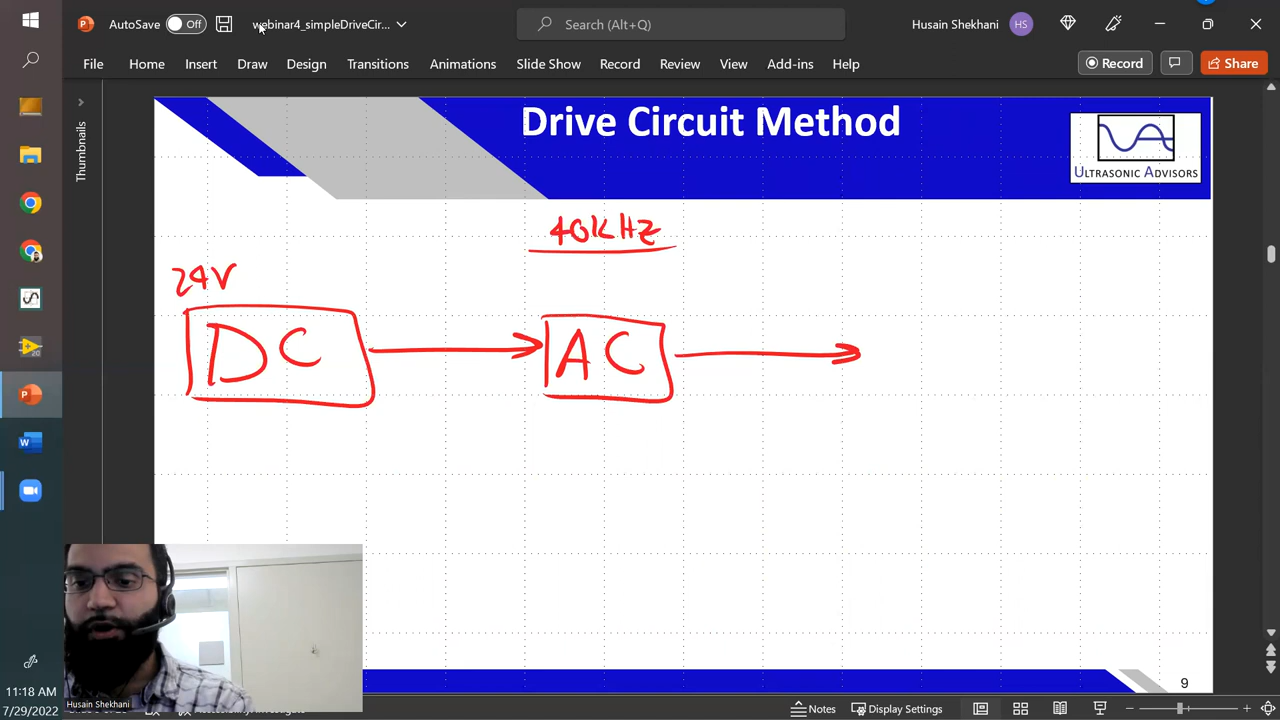 AutoSave Off webinar4_simpleDriveCir... Search (Alt+Q) Husain Shekhani HS
File Home Insert Draw Design Transitions Animations Slide Show Record Review View Add-ins Help Record Share
Thumbnails
Drive Circuit Method
ULTRASONIC ADVISORS
40KHZ
24V
DC
AC
9
Husain Shekhani
11:18 AM
7/29/2022
Notes Display Settings